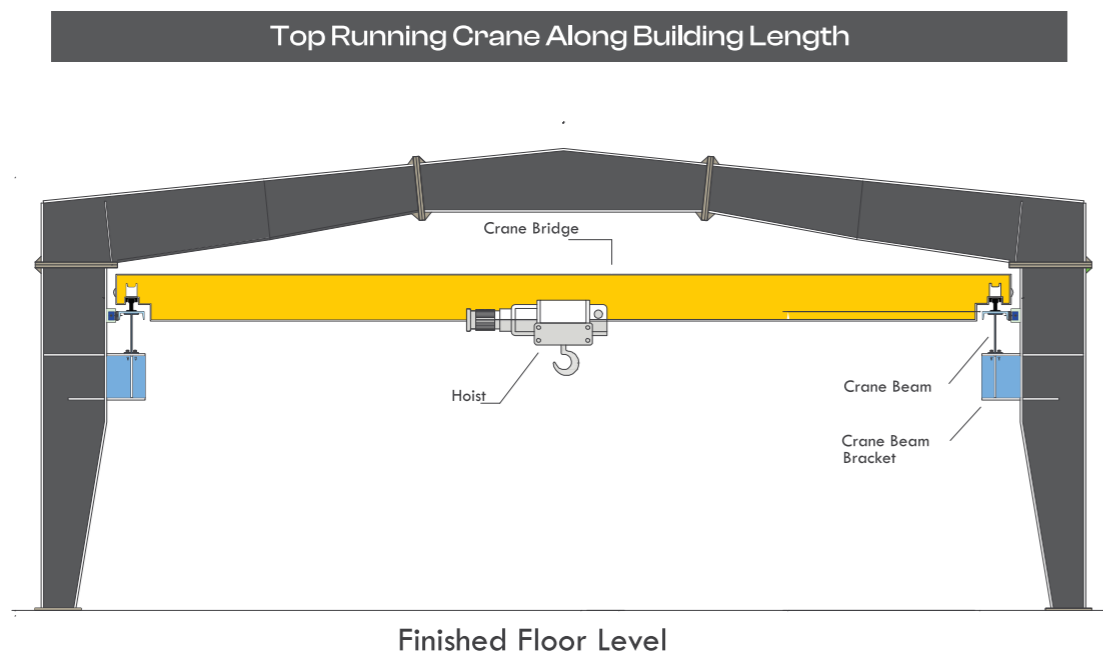 Top Running Crane Along Building Length
Crane Bridge
Hoist
Crane Beam
Crane Beam
Bracket
Finished Floor Level